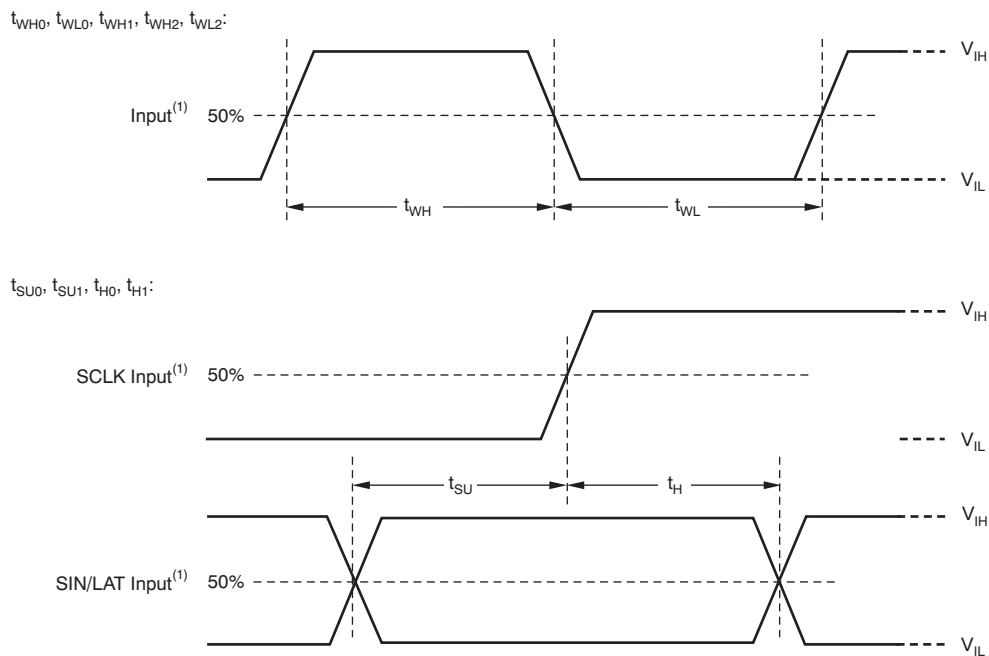 tWH0, tWL0, tWH1, tWH2, tWL2:
VIH
Input(1) 50%
VIL
tWH
tWL
tSU0, tSU1, tH0, tH1:
VIH
SCLK Input(1) 50%
VIL
tSU
tH
VIH
SIN/LAT Input(1) 50%
VIL